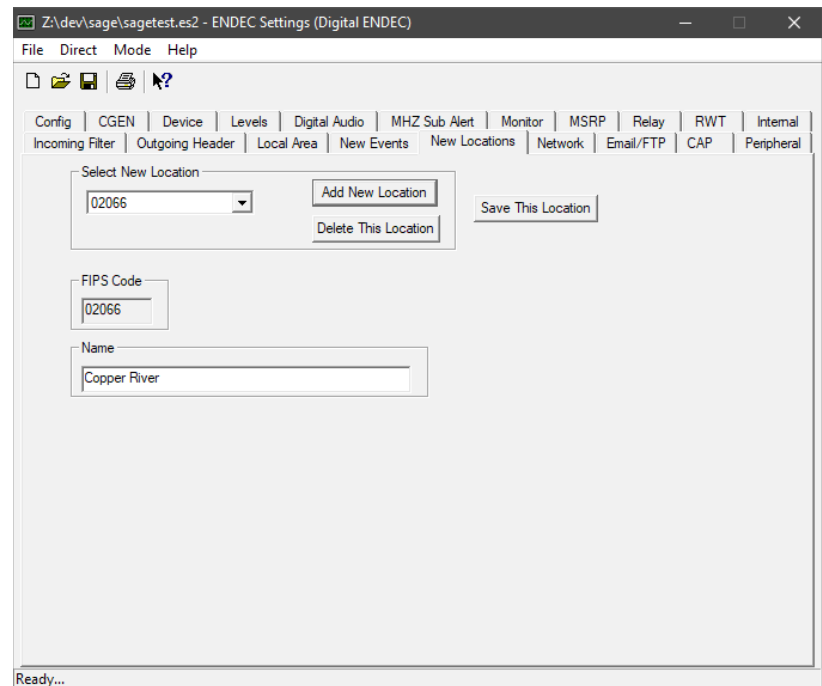 Z:\dev\sage\sagetest.es2 - ENDEC Settings (Digital ENDEC)
File Direct Mode Help
Config CGEN Device Levels Digital Audio MHZ Sub Alert Monitor MSRP Relay RWT Internal
Incoming Filter Outgoing Header Local Area New Events New Locations Network Email/FTP CAP Peripheral
Select New Location
02066
Add New Location
Delete This Location
Save This Location
FIPS Code
02066
Name
Copper River
Ready...